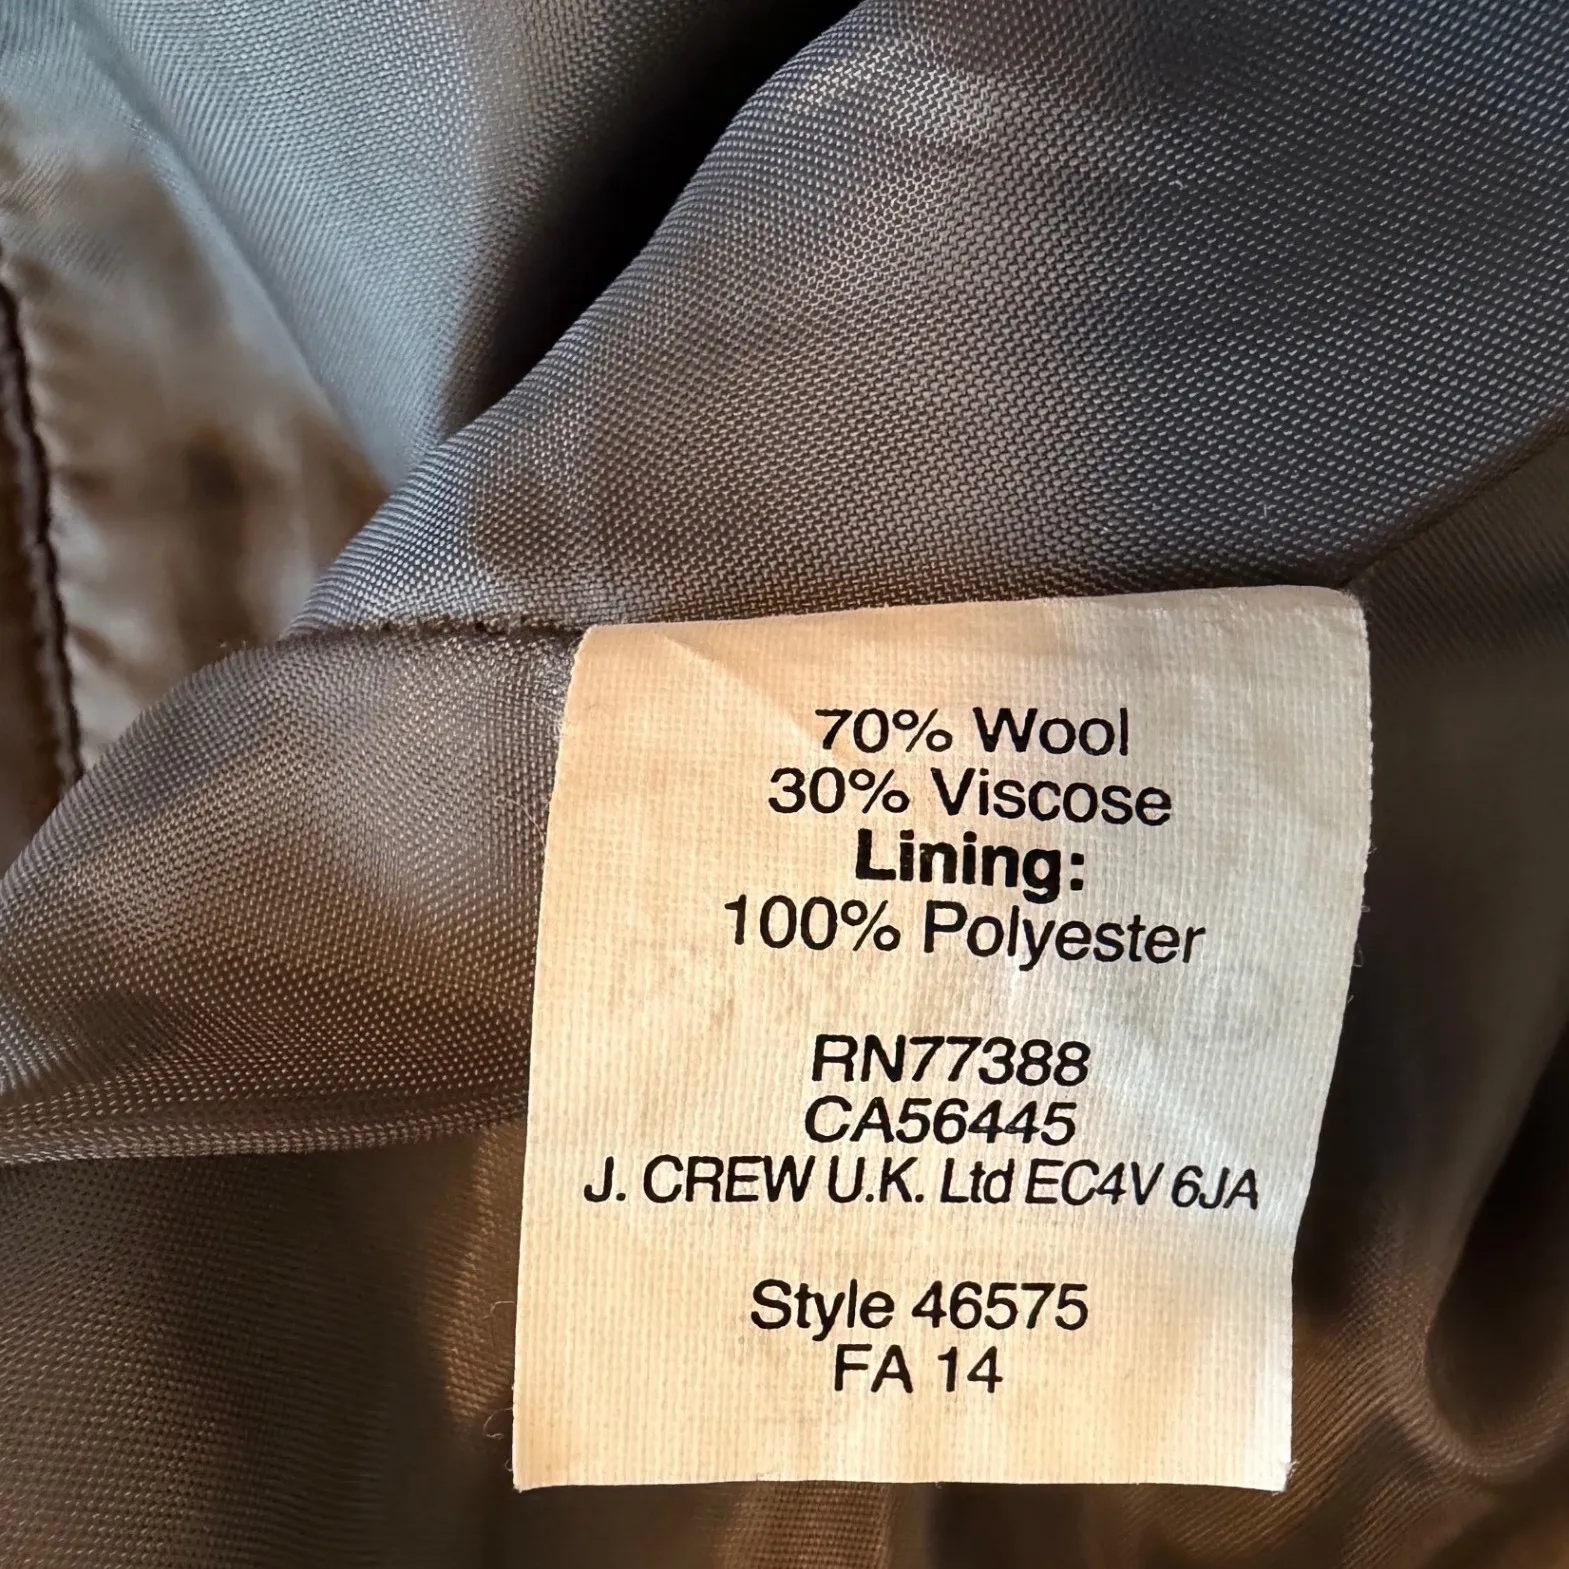 70% Wool
30% Viscose
Lining:
100% Polyester
RN77388
CA56445
J. CREW U.K. Ltd EC4V 6JA
Style 46575
FA 14